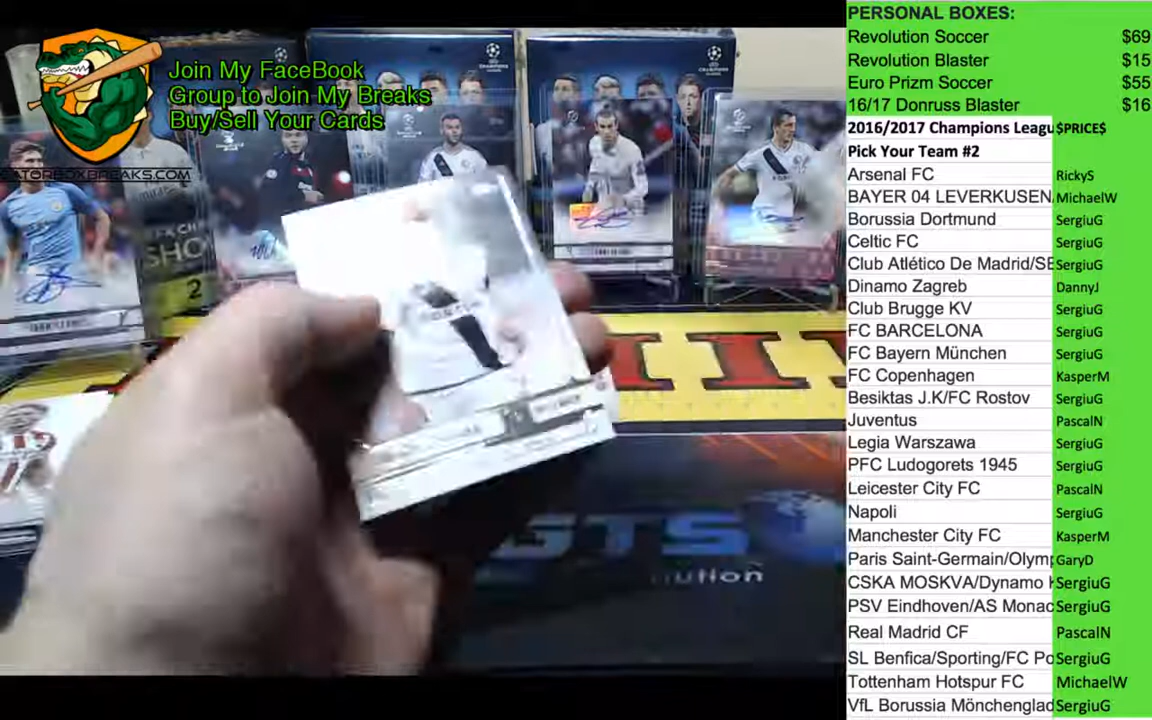 Join My FaceBook
Group to Join My Breaks
Buy/Sell Your Cards
ATORBOXBREAKS.COM
SHO
2
GTS
PERSONAL BOXES:
Revolution Soccer $69
Revolution Blaster $15
Euro Prizm Soccer $55
16/17 Donruss Blaster $16
2016/2017 Champions Leagu $PRICE$
Pick Your Team #2
Arsenal FC RickyS
BAYER 04 LEVERKUSEN MichaelW
Borussia Dortmund SergiuG
Celtic FC SergiuG
Club Atlético De Madrid/SE SergiuG
Dinamo Zagreb DannyJ
Club Brugge KV SergiuG
FC BARCELONA SergiuG
FC Bayern München SergiuG
FC Copenhagen KasperM
Besiktas J.K/FC Rostov SergiuG
Juventus PascalN
Legia Warszawa SergiuG
PFC Ludogorets 1945 SergiuG
Leicester City FC PascalN
Napoli SergiuG
Manchester City FC KasperM
Paris Saint-Germain/Olymp GaryD
CSKA MOSKVA/Dynamo SergiuG
PSV Eindhoven/AS Monac SergiuG
Real Madrid CF PascalN
SL Benfica/Sporting/FC Po SergiuG
Tottenham Hotspur FC MichaelW
VfL Borussia Mönchenglad SergiuG